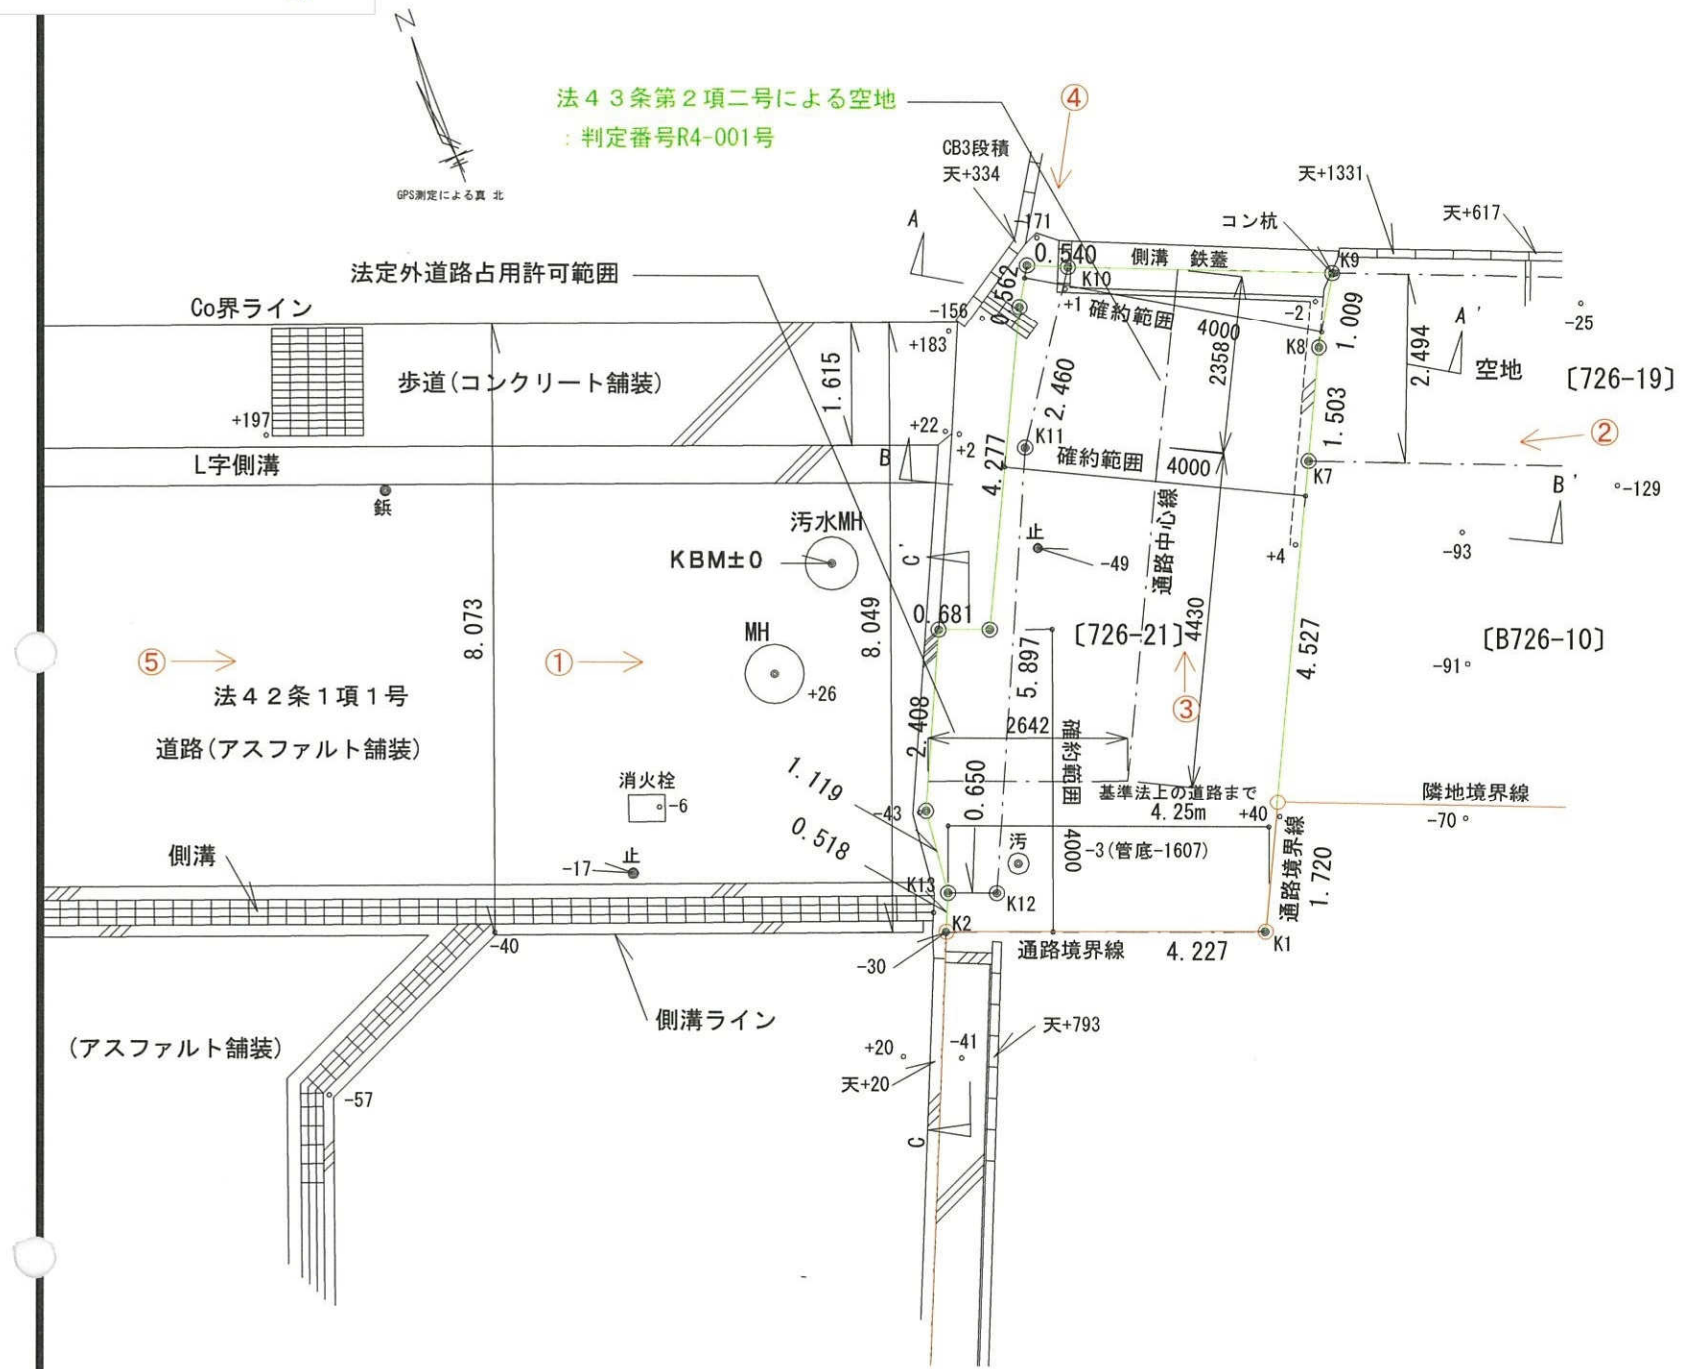 N
GPS測定による真 北
法43条第2項二号による空地
: 判定番号R4-001号
④
CB3段積
天+334
-171
A
天+1331
天+617
コン杭
K9
0.540
側溝 鉄蓋
K10
法定外道路占用許可範囲
0.562
+1
確約範囲
4000
-2
1.009
2.494
A'
-25
Co界ライン
-156
+183
K8
2358
空地
〔726-19〕
歩道(コンクリート舗装)
1.615
2.460
1.503
+197
+22
+2
②
K11
L字側溝
B
4.277
確約範囲
4000
K7
B'
-129
鋲
通路中心線
汚水MH
止
KBM±0
C'
-49
+4
-93
8.073
8.049
0.681
〔726-21〕
4430
4.527
〔B726-10〕
MH
⑤
①
5.897
-91
+26
③
法42条1項1号
道路(アスファルト舗装)
2.408
2642
確約範囲
1.119
0.650
消火栓
-6
基準法上の道路まで
4.25m
+40
隣地境界線
-70
-43
0.518
汚
4000
-3(管底-1607)
通路境界線
1.720
側溝
止
-17
K13
K12
K2
K1
-40
通路境界線
4.227
-30
側溝ライン
(アスファルト舗装)
天+793
+20
-41
天+20
-57
C